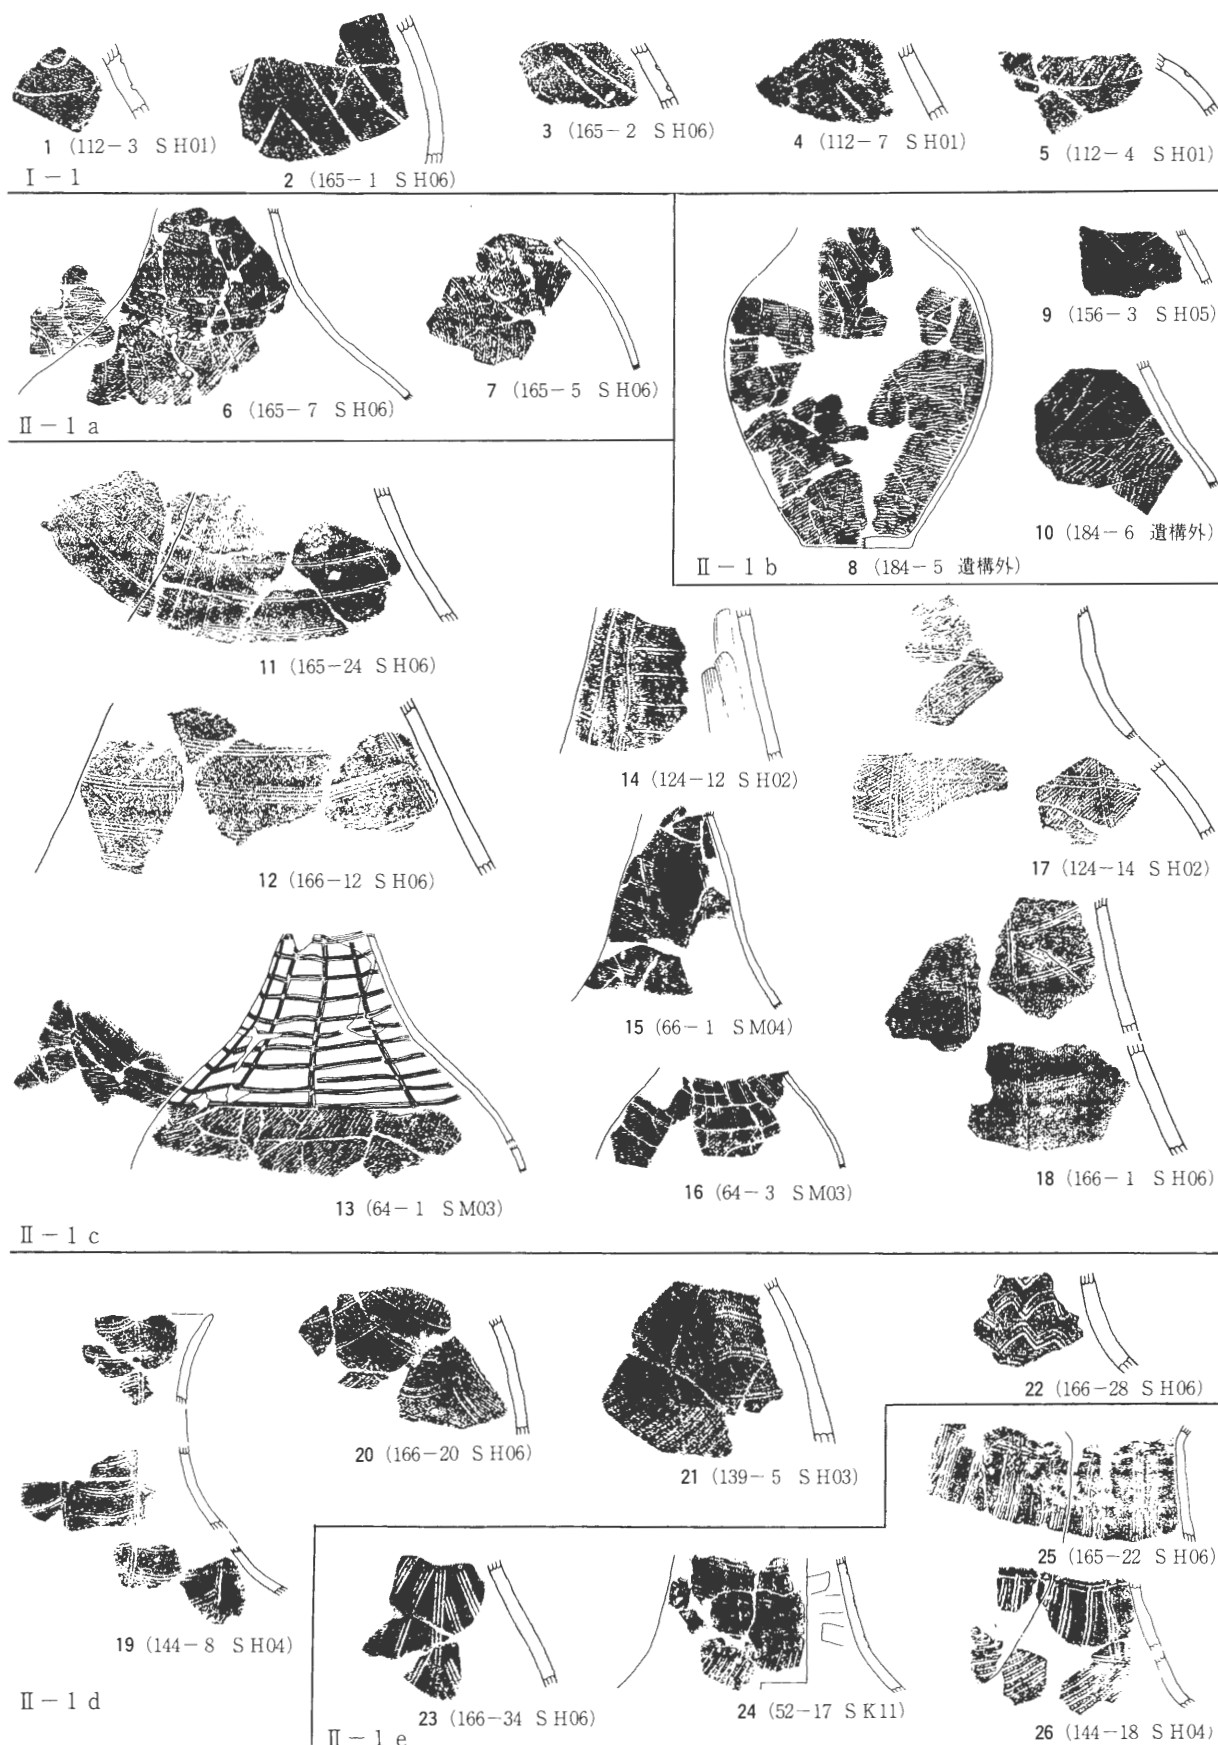 1 (112-3 SH01)
2 (165-1 SH06)
3 (165-2 SH06)
4 (112-7 SH01)
5 (112-4 SH01)
I-1
6 (165-7 SH06)
7 (165-5 SH06)
II-1a
8 (184-5 遺構外)
9 (156-3 SH05)
10 (184-6 遺構外)
II-1b
11 (165-24 SH06)
12 (166-12 SH06)
13 (64-1 SM03)
14 (124-12 SH02)
15 (66-1 SM04)
16 (64-3 SM03)
17 (124-14 SH02)
18 (166-1 SH06)
II-1c
19 (144-8 SH04)
20 (166-20 SH06)
21 (139-5 SH03)
22 (166-28 SH06)
II-1d
23 (166-34 SH06)
24 (52-17 SK11)
25 (165-22 SH06)
26 (144-18 SH04)
II-1e